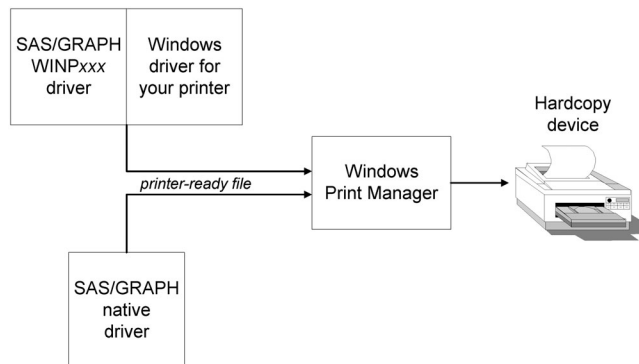 SAS/GRAPH
WINPxxx
driver
Windows
driver for
your printer
Hardcopy
device
printer-ready file
Windows
Print Manager
SAS/GRAPH
native
driver